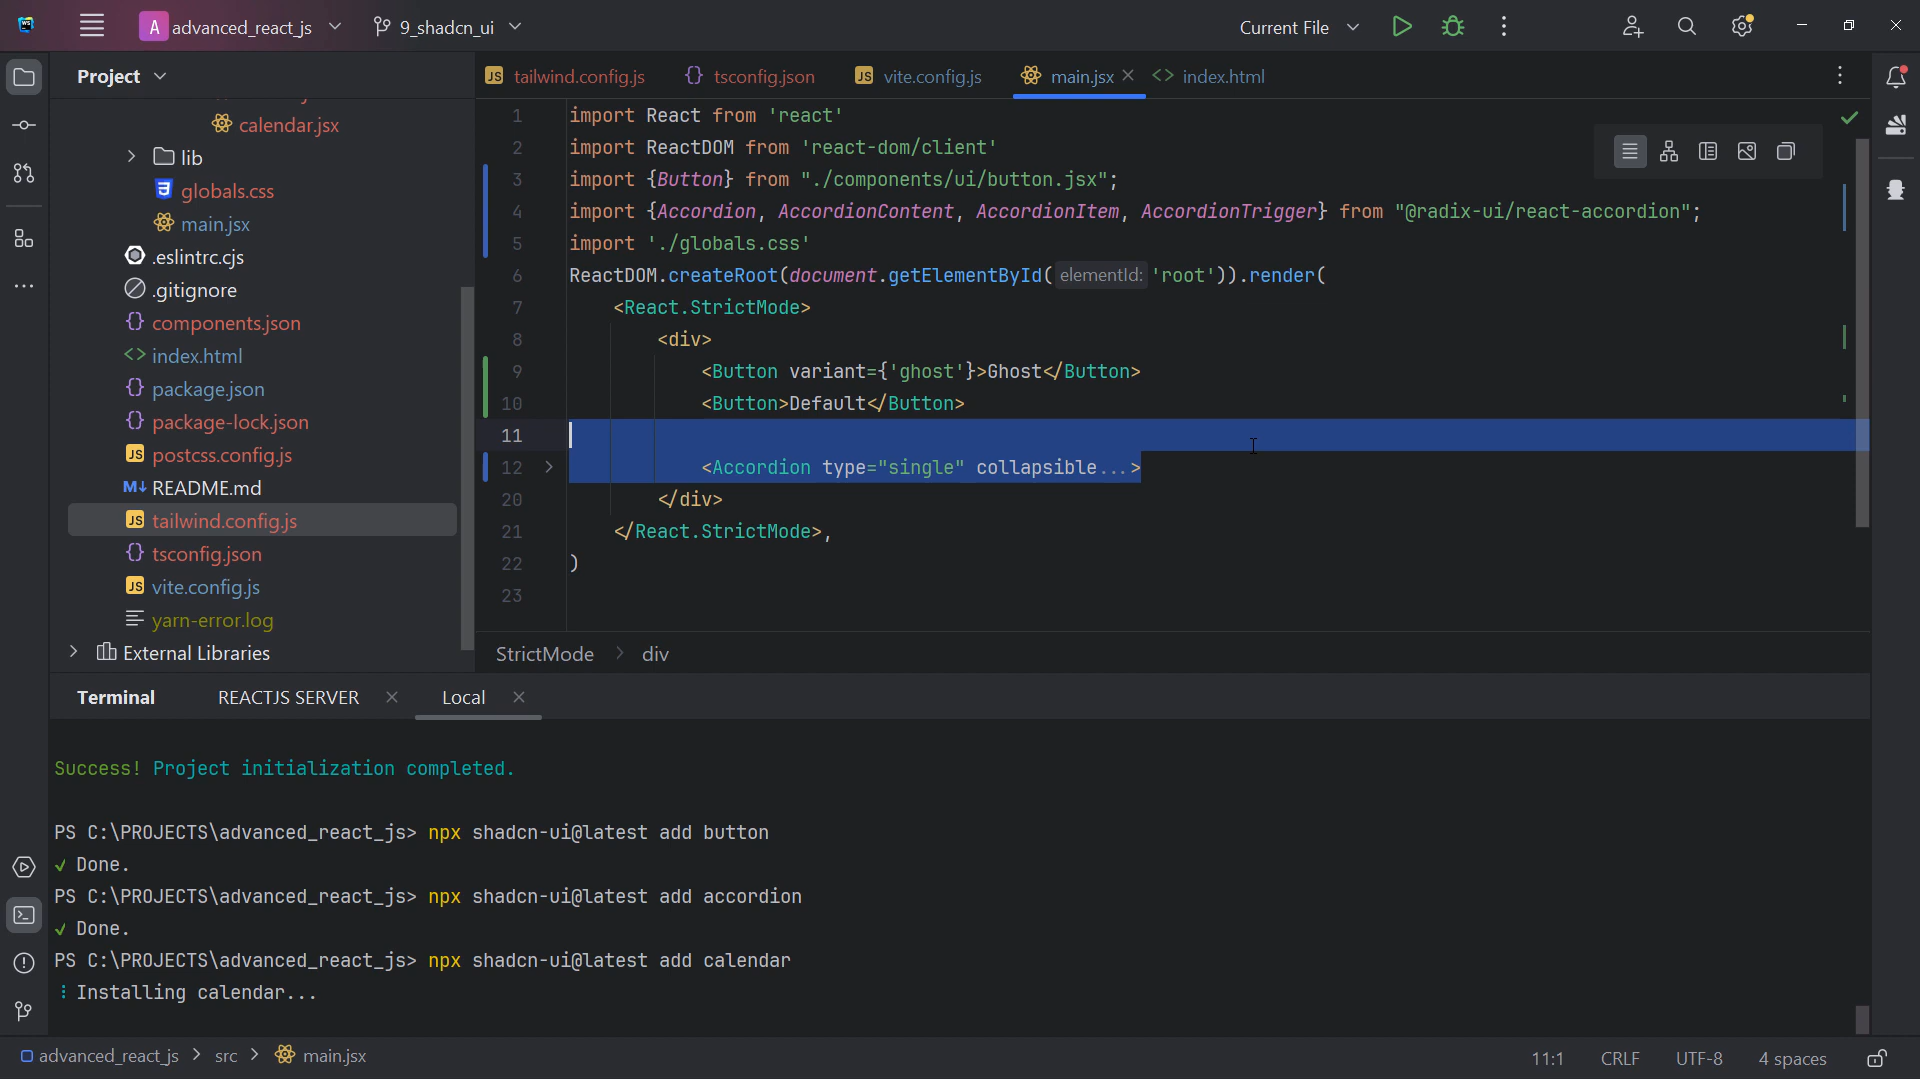 WS
A advanced_react_js
9_shadcn_ui
Current File
Project
tailwind.config.js
tsconfig.json
vite.config.js
main.jsx
index.html
calendar.jsx
lib
globals.css
main.jsx
.eslintrc.cjs
.gitignore
components.json
index.html
package.json
package-lock.json
postcss.config.js
README.md
tailwind.config.js
tsconfig.json
vite.config.js
yarn-error.log
External Libraries
1 import React from 'react'
2 import ReactDOM from 'react-dom/client'
3 import {Button} from "./components/ui/button.jsx";
4 import {Accordion, AccordionContent, AccordionItem, AccordionTrigger} from "@radix-ui/react-accordion";
5 import './globals.css'
6 ReactDOM.createRoot(document.getElementById( elementId: 'root')).render(
7 <React.StrictMode>
8 <div>
9 <Button variant={'ghost'}>Ghost</Button>
10 <Button>Default</Button>
11
12 <Accordion type="single" collapsible...>
20 </div>
21 </React.StrictMode>,
22 )
23
StrictMode > div
Terminal
REACTJS SERVER
Local
Success! Project initialization completed.
PS C:\PROJECTS\advanced_react_js> npx shadcn-ui@latest add button
✓ Done.
PS C:\PROJECTS\advanced_react_js> npx shadcn-ui@latest add accordion
✓ Done.
PS C:\PROJECTS\advanced_react_js> npx shadcn-ui@latest add calendar
⠇ Installing calendar...
advanced_react_js > src > main.jsx
11:1
CRLF
UTF-8
4 spaces